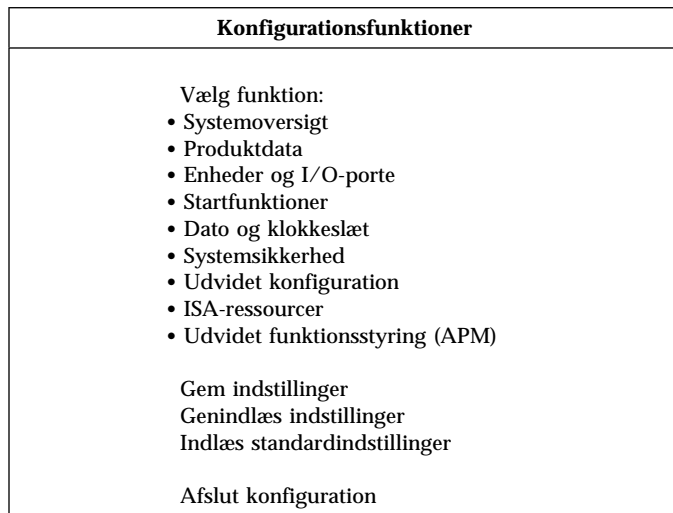 Konfigurationsfunktioner
Vælg funktion:
• Systemoversigt
• Produktdata
• Enheder og I/O-porte
• Startfunktioner
• Dato og klokkeslæt
• Systemsikkerhed
• Udvidet konfiguration
• ISA-ressourcer
• Udvidet funktionsstyring (APM)
Gem indstillinger
Genindlæs indstillinger
Indlæs standardindstillinger
Afslut konfiguration